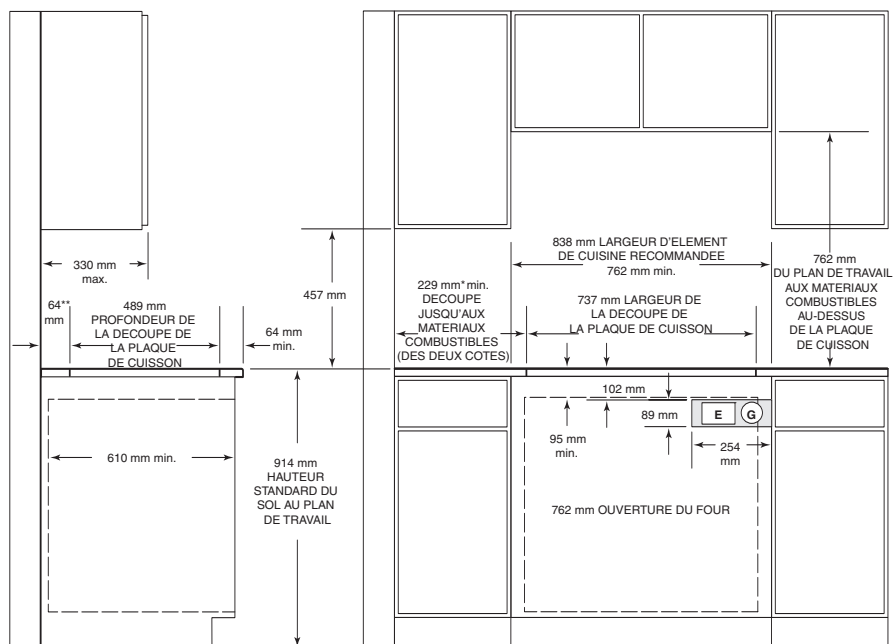 330 mm
max.
457 mm
64**
mm
489 mm
PROFONDEUR DE
LA DECOUPE DE
LA PLAQUE
DE CUISSON
64 mm
min.
610 mm min.
914 mm
HAUTEUR
STANDARD DU
SOL AU PLAN
DE TRAVAIL
838 mm LARGEUR D'ELEMENT
DE CUISINE RECOMMANDEE
762 mm min.
229 mm* min.
DECOUPE
JUSQU'AUX
MATERIAUX
COMBUSTIBLES
(DES DEUX COTES)
737 mm LARGEUR DE
LA DECOUPE DE
LA PLAQUE DE CUISSON
762 mm
DU PLAN DE TRAVAIL
AUX MATERIAUX
COMBUSTIBLES
AU-DESSUS
DE LA PLAQUE
DE CUISSON
102 mm
89 mm
E
G
95 mm
min.
254
mm
762 mm OUVERTURE DU FOUR